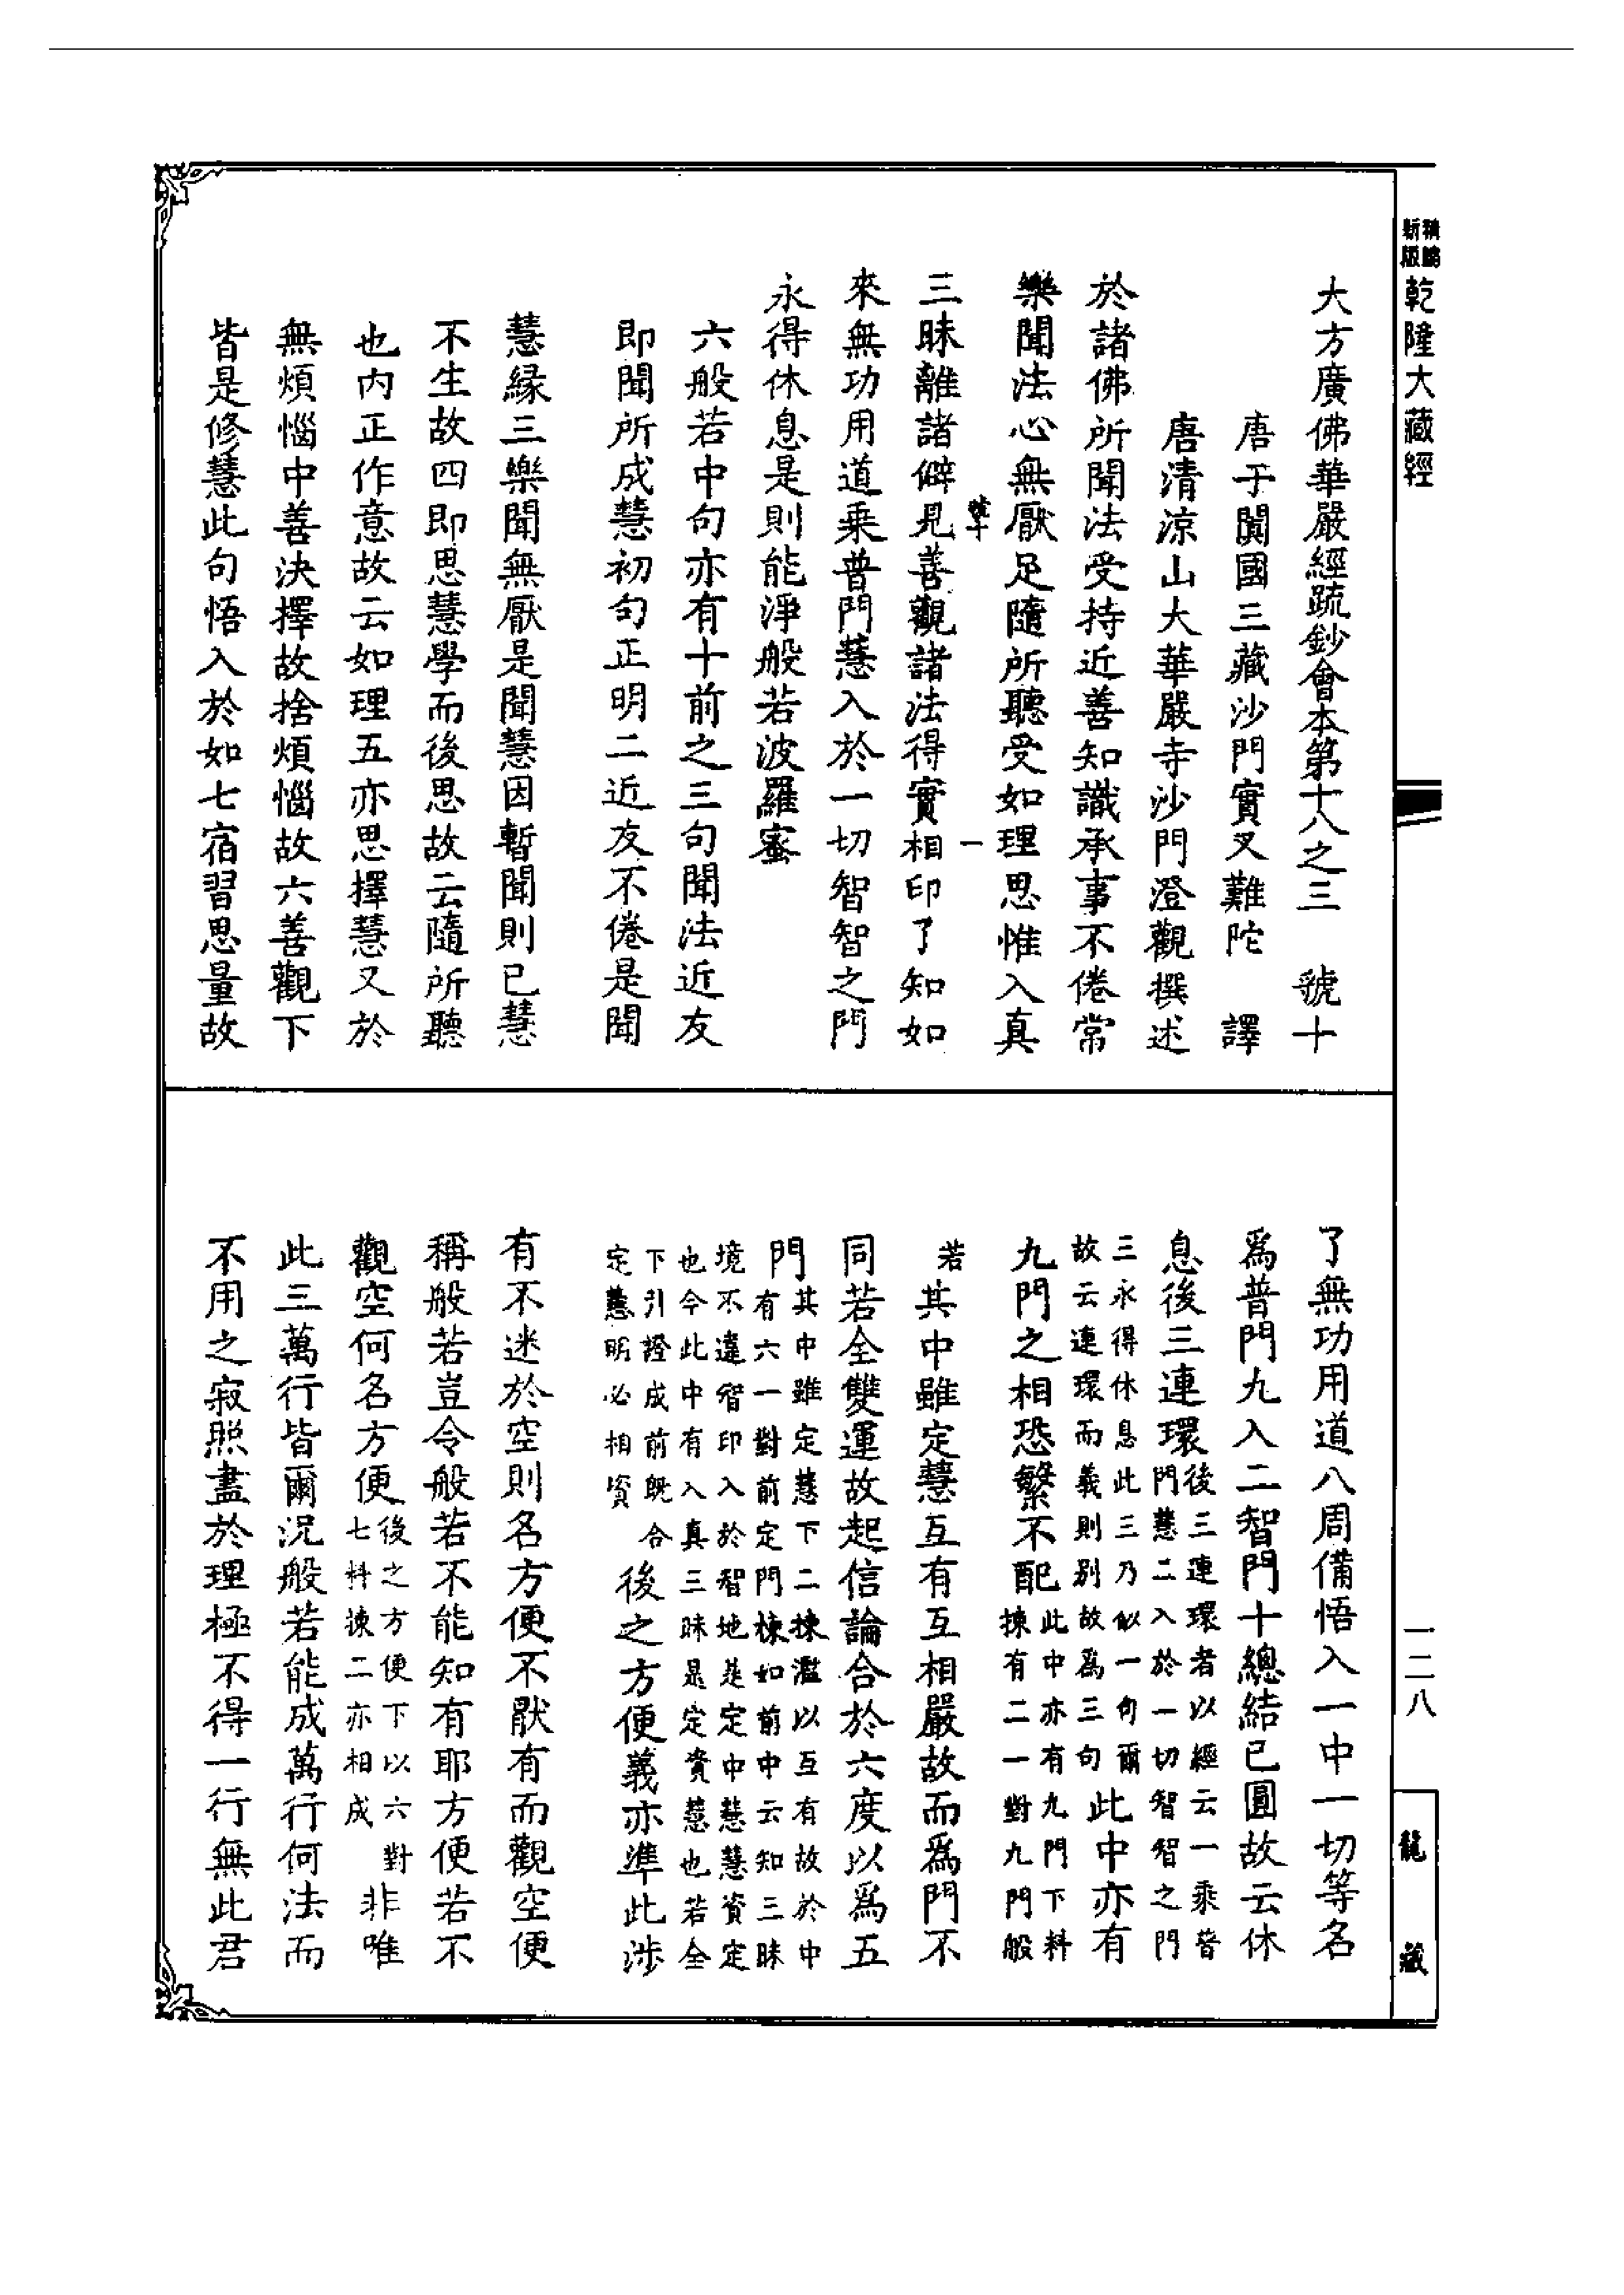 精縮新版乾隆大藏經
大方廣佛華嚴經疏鈔會本第十八之三　號十
唐于闐國三藏沙門實叉難陀　譯
唐清涼山大華嚴寺沙門澄觀撰述
於諸佛所聞法受持近善知識承事不倦常
樂聞法心無厭足隨所聽受如理思惟入真
號十　一
三昧離諸僻見善觀諸法得實相印了知如
來無功用道乘普門慧入於一切智智之門
永得休息是則能淨般若波羅蜜
六般若中句亦有十前之三句聞法近友
即聞所成慧初句正明二近友不倦是聞
慧緣三樂聞無厭是聞慧因暫聞則已慧
不生故四即思慧學而後思故云隨所聽
也內正作意故云如理五亦思擇慧又於
無煩惱中善決擇故捨煩惱故六善觀下
皆是修慧此句悟入於如七宿習思量故
一二八
龍藏
了無功用道八周備悟入一中一切等名
為普門九入二智門十總結已圓故云休
息後三連環後三連環者以經云一乘普
門慧二入於一切智智之門
三永得休息此三乃似一句爾
故云連環而義則別故為三句此中亦有
九門之相恐繁不配此中亦有九門下料
揀有二一對九門般
若其中雖定慧互有互相嚴故而為門不
同若全雙運故起信論合於六度以為五
門其中雖定慧下二揀濫以互有故於中
有六一對前定門揀如前中云知三昧
境不違智印入於智地是定中慧慧資定
也今此中有入真三昧是定資慧也若全
下引證成前既合
定慧明必相資後之方便義亦準此涉
有不迷於空則名方便不厭有而觀空便
稱般若豈令般若不能知有耶方便若不
觀空何名方便後之方便下以六對
七料揀二亦相成非唯
此三萬行皆爾況般若能成萬行何法而
不用之寂照盡於理極不得一行無此君